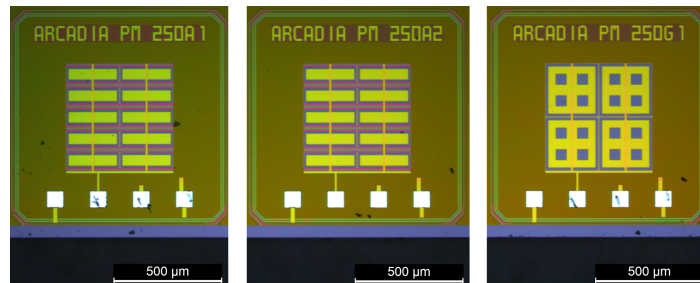 ARCADIA PM 250A1
500 µm
ARCADIA PM 250A2
500 µm
ARCADIA PM 250G1
500 µm